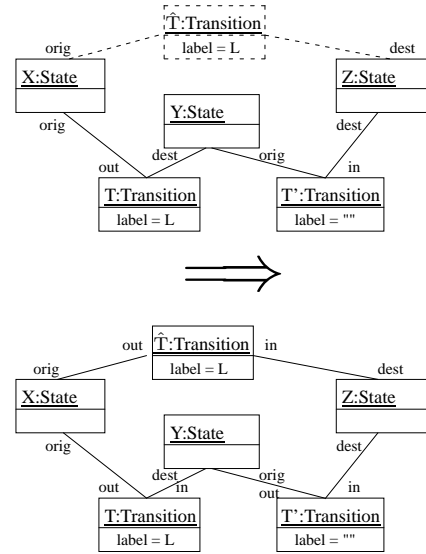 T̂:Transition
label = L
orig
dest
X:State
Z:State
orig
Y:State
dest
out
dest
orig
in
T:Transition
T':Transition
label = L
label = ""
out
T̂:Transition
in
label = L
orig
dest
X:State
Z:State
orig
Y:State
dest
dest
orig
out
in
out
in
T:Transition
T':Transition
label = L
label = ""